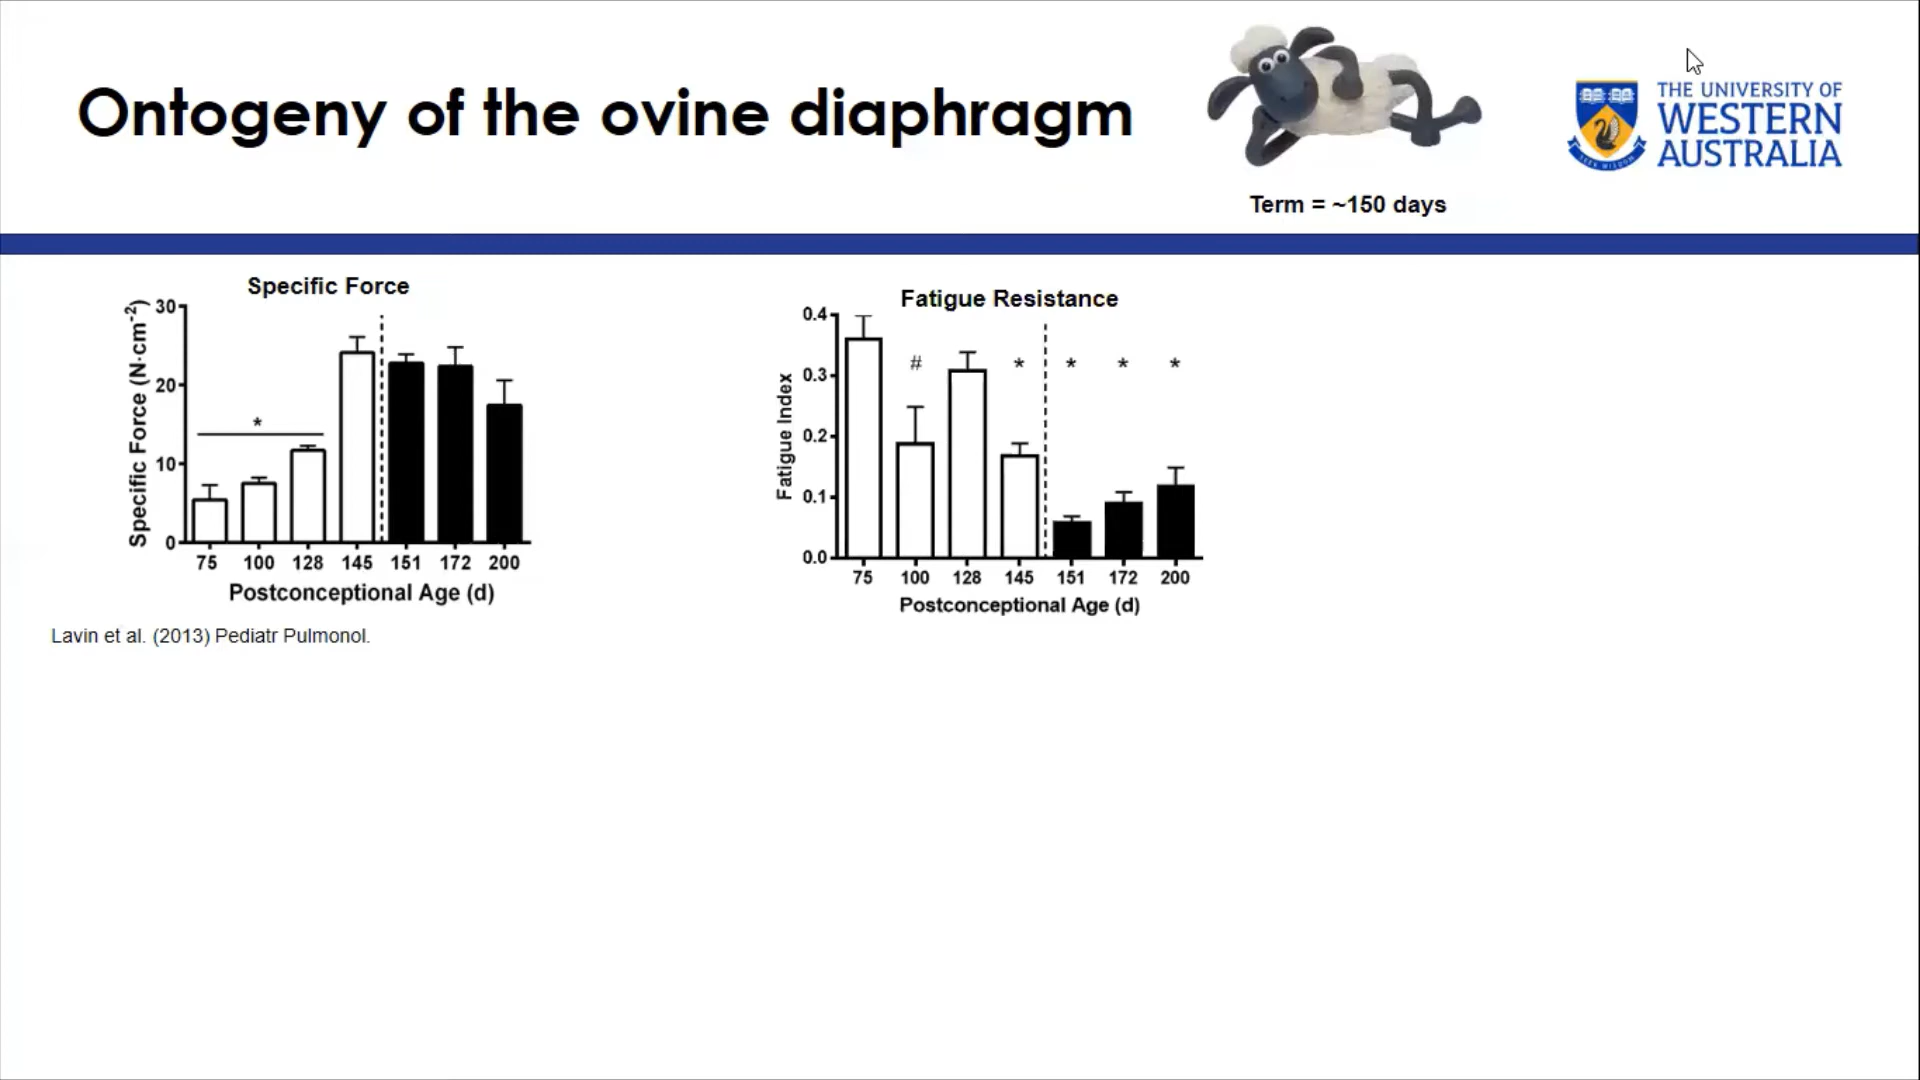 Ontogeny of the ovine diaphragm
THE UNIVERSITY OF
WESTERN
AUSTRALIA
SEEK WISDOM
Term = ~150 days
Specific Force
Specific Force (N·cm-2)
30
20
10
0
*
75 100 128 145 151 172 200
Postconceptional Age (d)
Lavin et al. (2013) Pediatr Pulmonol.
Fatigue Resistance
Fatigue Index
0.4
0.3
0.2
0.1
0.0
# * * * *
75 100 128 145 151 172 200
Postconceptional Age (d)